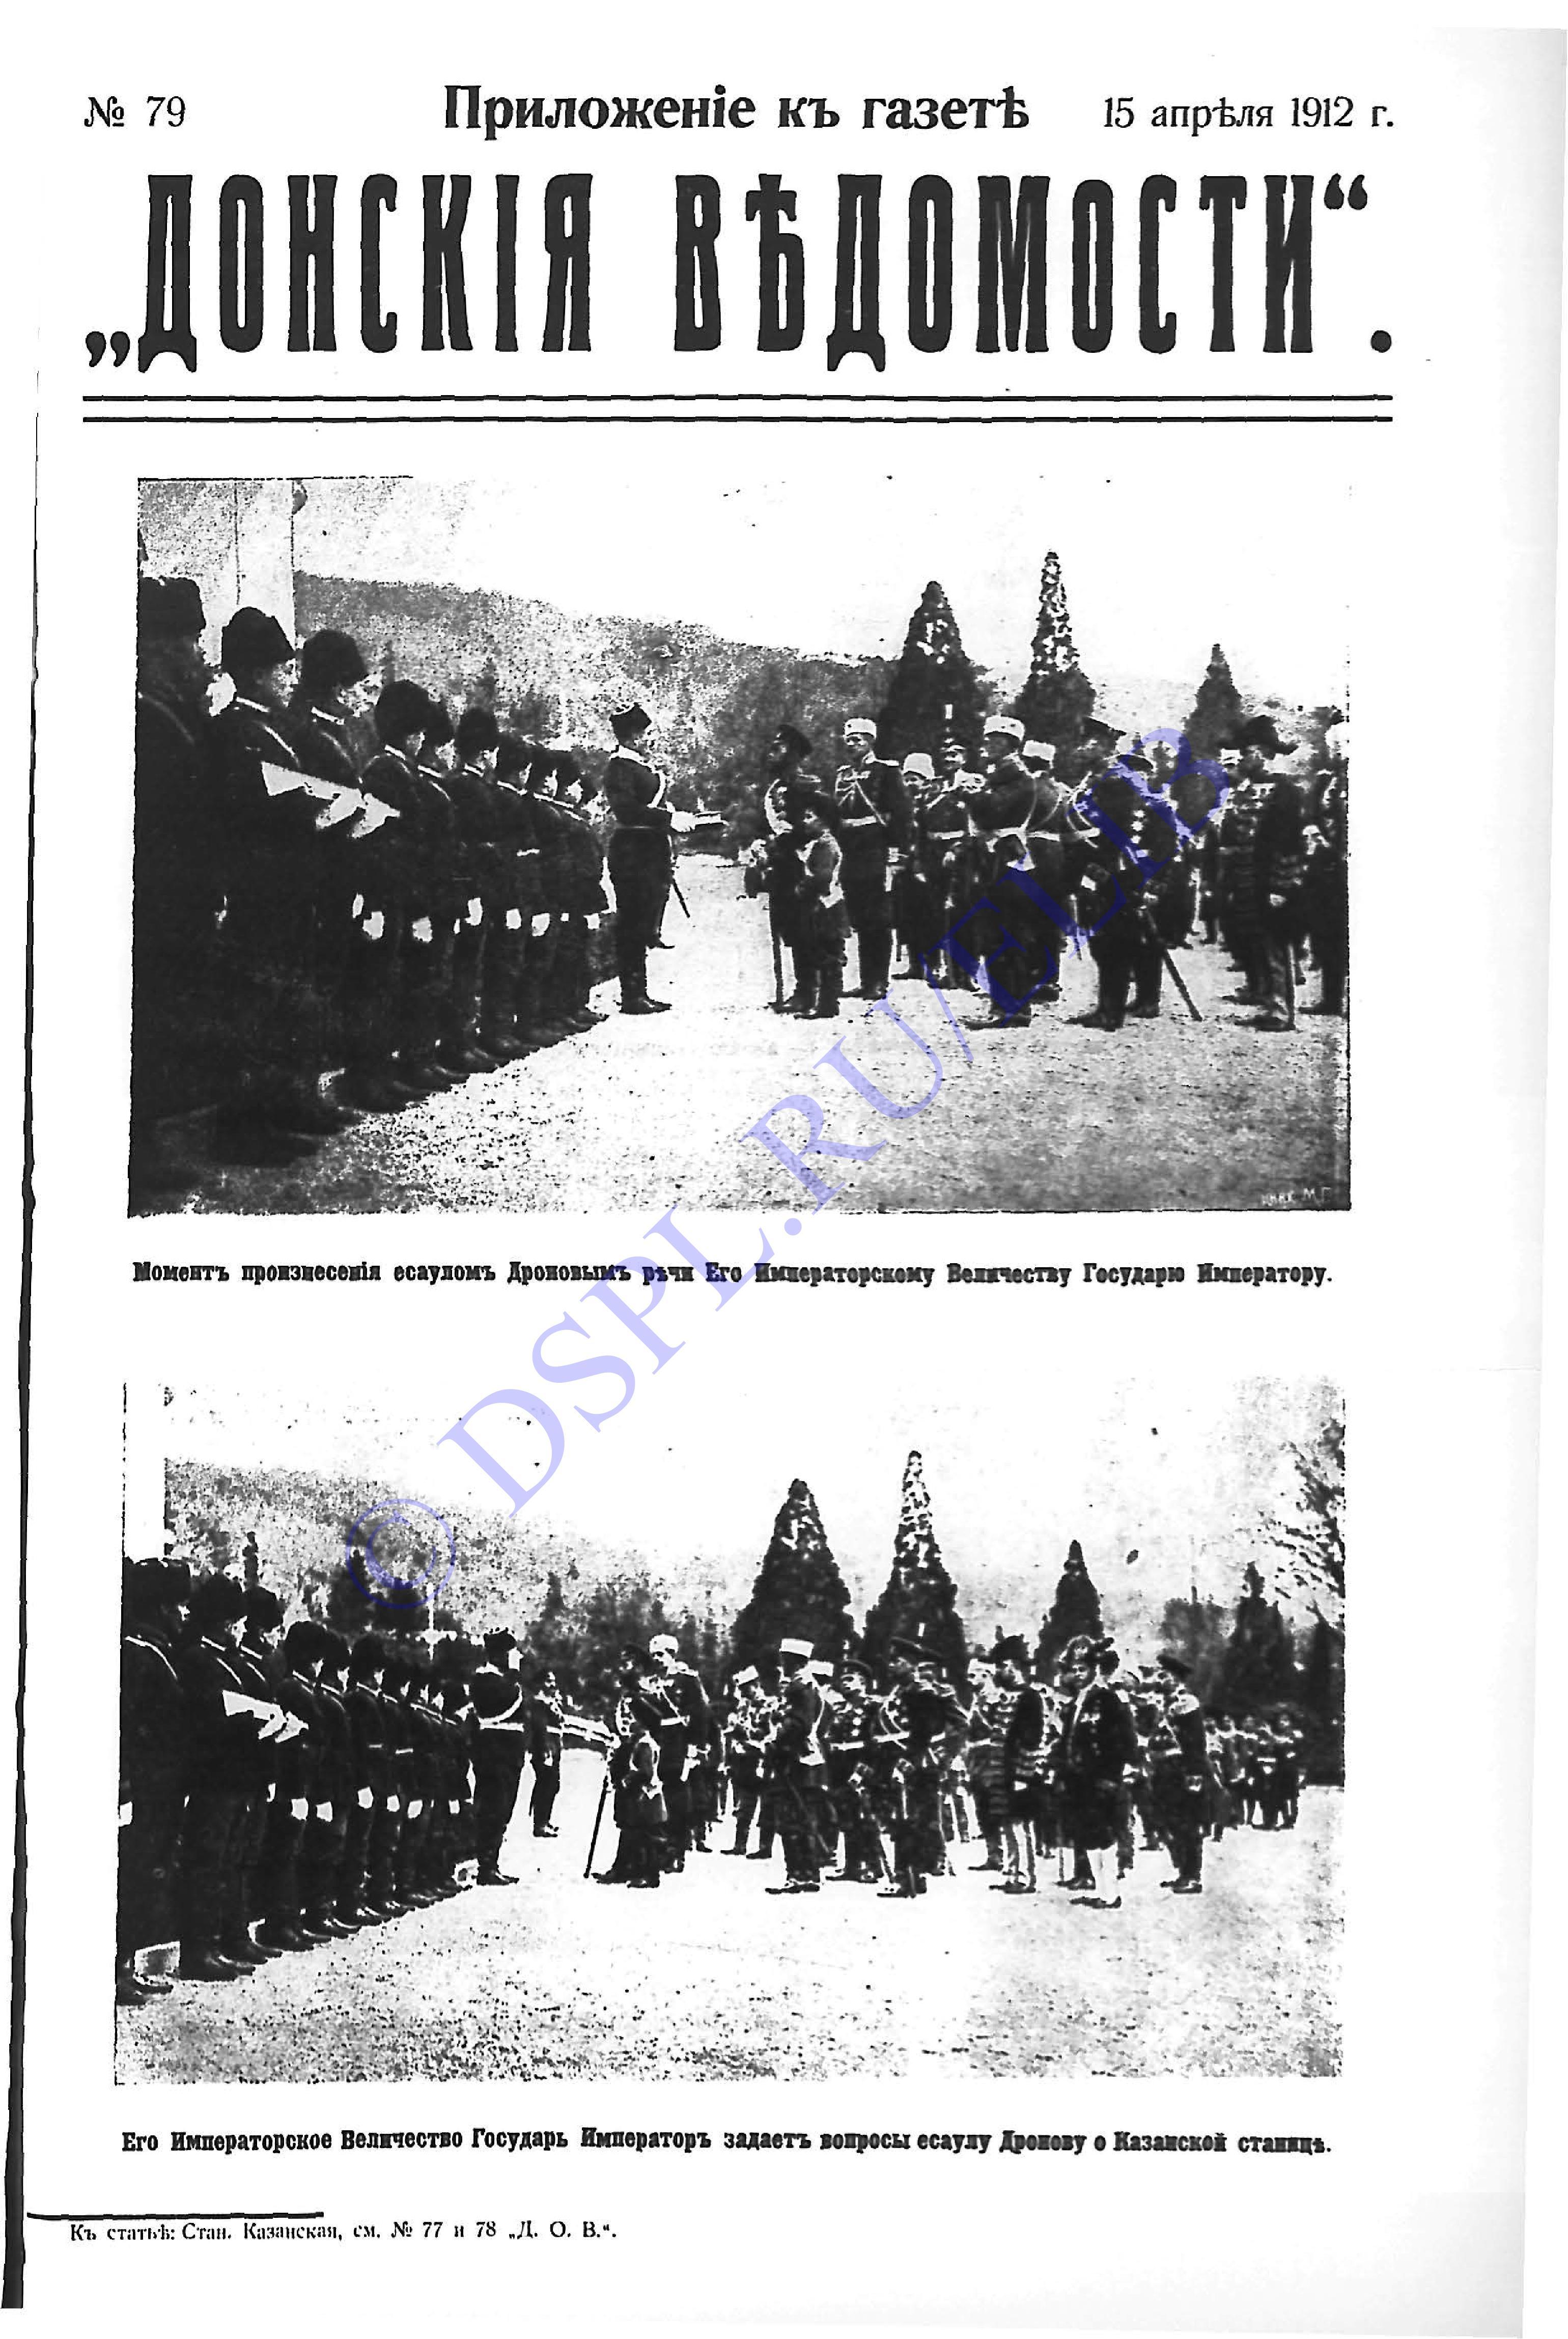 № 79
Приложеніе къ газетѣ
15 апрѣля 1912 г.
„ДОНСКІЯ ВѢДОМОСТИ“.
Моментъ произнесенія есауломъ Дроновымъ рѣчи Его Императорскому Величеству Государю Императору.
Его Императорское Величество Государь Императоръ задаетъ вопросы есаулу Дронову о Казанской станицѣ.
Къ статьѣ: Стан. Казанская, см. № 77 и 78 „Д. О. В.“.
© DSPL.RU/ELIB